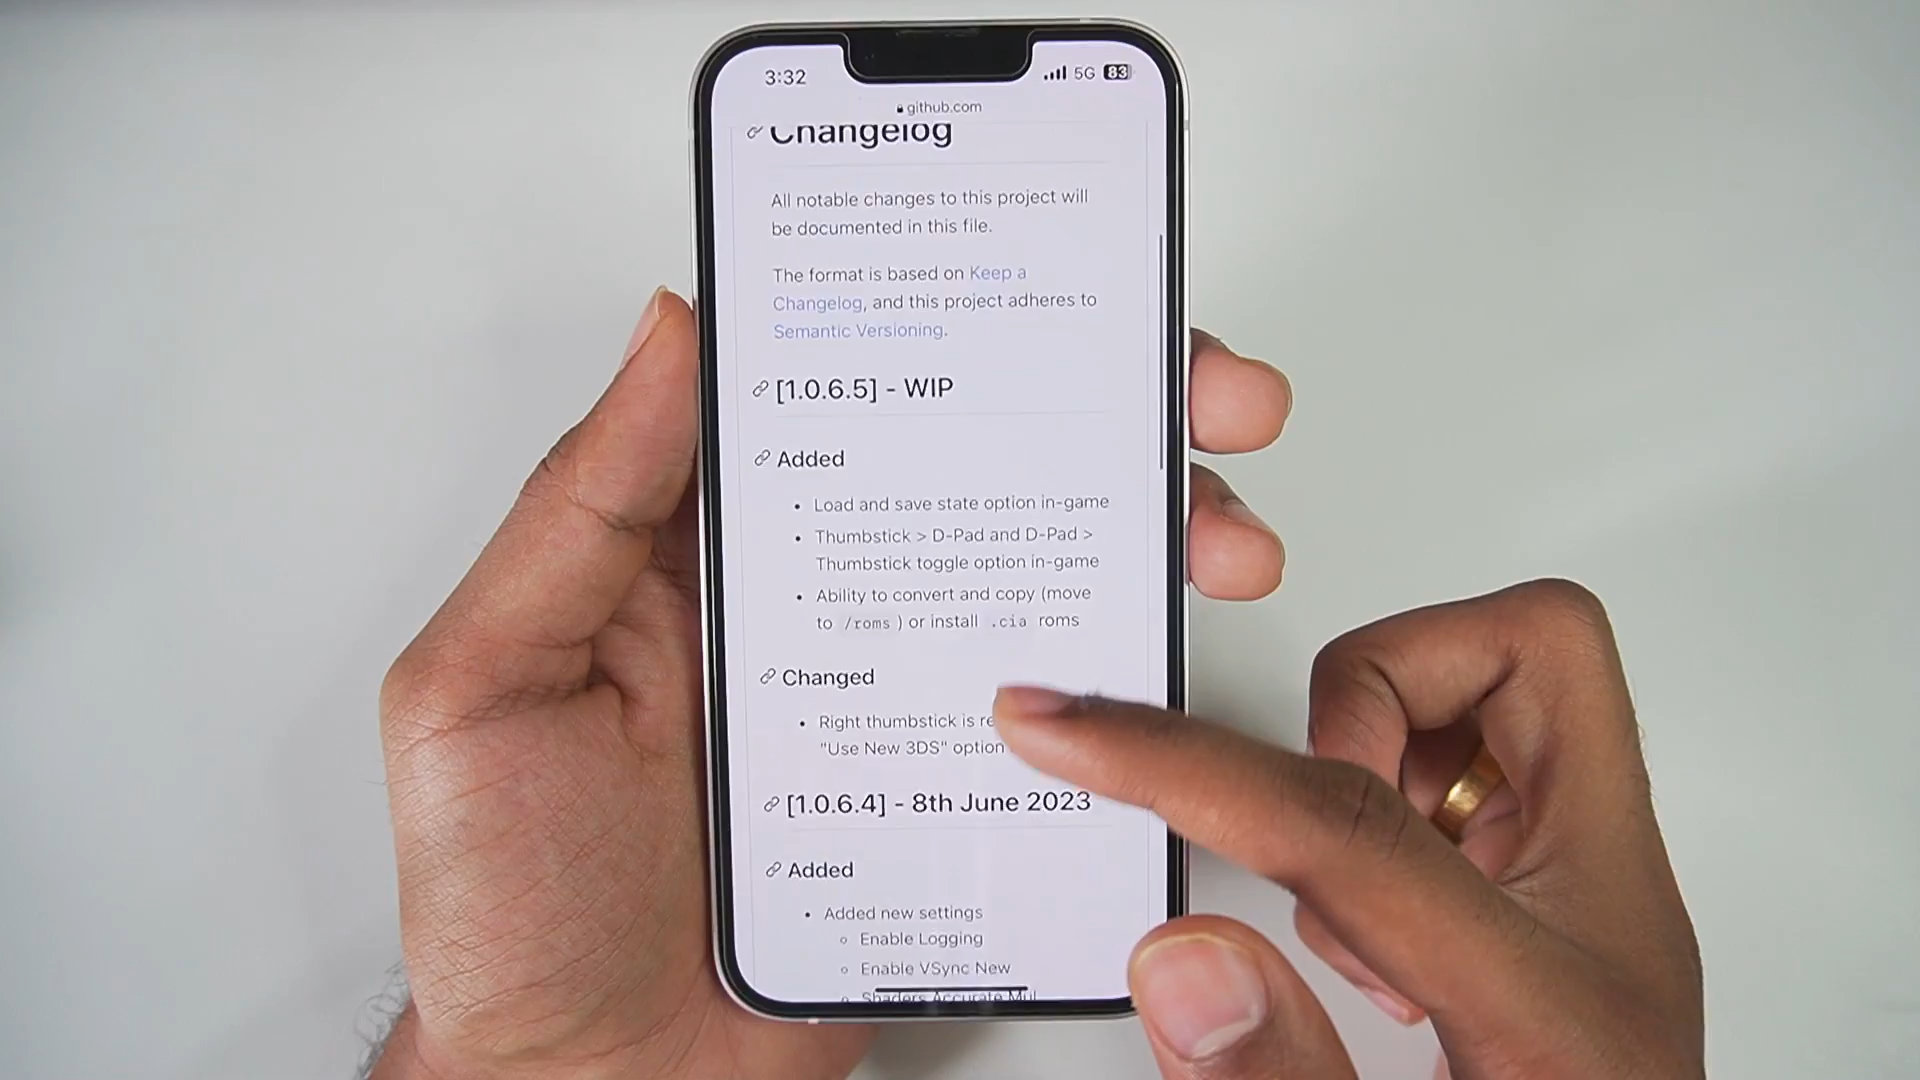 3:32 5G 83
github.com
Changelog
All notable changes to this project will
be documented in this file.
The format is based on Keep a
Changelog, and this project adheres to
Semantic Versioning.
[1.0.6.5] - WIP
Added
• Load and save state option in-game
• Thumbstick > D-Pad and D-Pad >
Thumbstick toggle option in-game
• Ability to convert and copy (move
to /roms ) or install .cia roms
Changed
• Right thumbstick is
"Use New 3DS" option
[1.0.6.4] - 8th June 2023
Added
• Added new settings
◦ Enable Logging
◦ Enable VSync New
◦ Shaders Accurate Mul